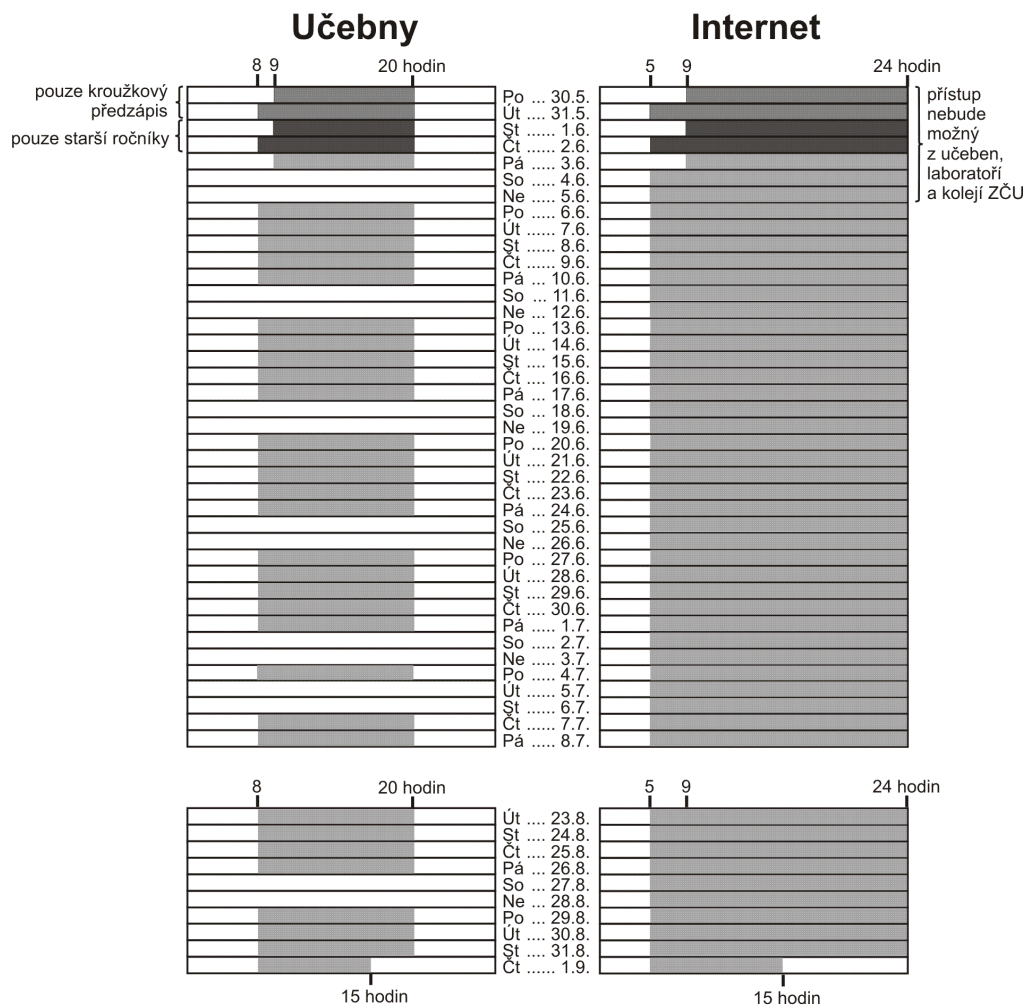 Učebny
Internet
8 9 20 hodin
5 9 24 hodin
pouze kroužkový
předzápis
pouze starší ročníky
Po ... 30.5.
Út ... 31.5.
St ...... 1.6.
Čt ...... 2.6.
Pá ..... 3.6.
So ..... 4.6.
Ne ..... 5.6.
Po ..... 6.6.
Út ...... 7.6.
St ...... 8.6.
Čt ...... 9.6.
Pá ... 10.6.
So ... 11.6.
Ne ... 12.6.
Po ... 13.6.
Út .... 14.6.
St .... 15.6.
Čt .... 16.6.
Pá ... 17.6.
So ... 18.6.
Ne ... 19.6.
Po ... 20.6.
Út .... 21.6.
St .... 22.6.
Čt .... 23.6.
Pá ... 24.6.
So ... 25.6.
Ne ... 26.6.
Po ... 27.6.
Út .... 28.6.
St .... 29.6.
Čt .... 30.6.
Pá ..... 1.7.
So ..... 2.7.
Ne ..... 3.7.
Po ..... 4.7.
Út ...... 5.7.
St ...... 6.7.
Čt ...... 7.7.
Pá ..... 8.7.
přístup
nebude
možný
z učeben,
laboratoří
a kolejí ZČU
8 20 hodin
5 9 24 hodin
Út .... 23.8.
St .... 24.8.
Čt .... 25.8.
Pá ... 26.8.
So ... 27.8.
Ne ... 28.8.
Po ... 29.8.
Út .... 30.8.
St .... 31.8.
Čt ...... 1.9.
15 hodin
15 hodin